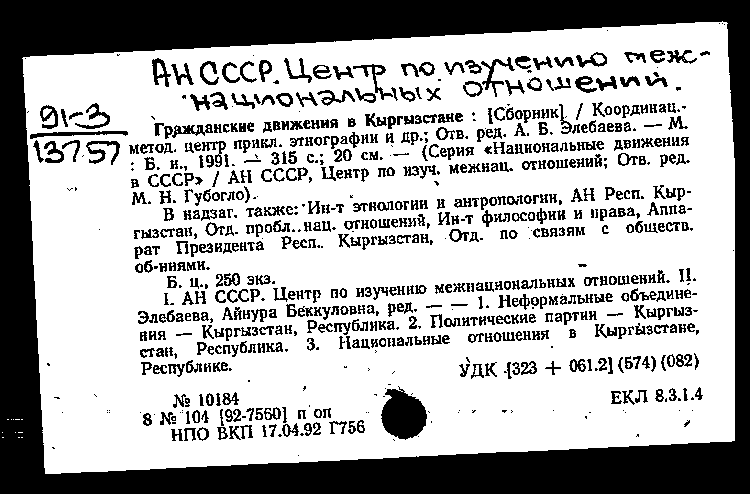 АН СССР. Центр по изучению меж-
национальных отношений.
91-3
13757
Гражданские движения в Кыргызстане : [Сборник] / Координац.-
метод. центр прикл. этнографии и др.; Отв. ред. А. Б. Элебаева. — М.
: Б. и., 1991. — 315 с.; 20 см. — (Серия «Национальные движения
в СССР» / АН СССР, Центр по изуч. межнац. отношений; Отв. ред.
М. Н. Губогло).
В надзаг. также: Ин-т этнологии и антропологии, АН Респ. Кыр-
гызстан, Отд. пробл. нац. отношений, Ин-т философии и права, Аппа-
рат Президента Респ. Кыргызстан, Отд. по связям с обществ.
об-ниями.
Б. ц., 250 экз.
I. АН СССР. Центр по изучению межнациональных отношений. II.
Элебаева, Айнура Беккуловна, ред. — — 1. Неформальные объедине-
ния — Кыргызстан, Республика. 2. Политические партии — Кыргыз-
стан, Республика. 3. Национальные отношения в Кыргызстане,
Республике.
УДК [323 + 061.2] (574) (082)
№ 10184
ЕКЛ 8.3.1.4
8 № 104 [92-7560] п оп
НПО ВКП 17.04.92 Г756